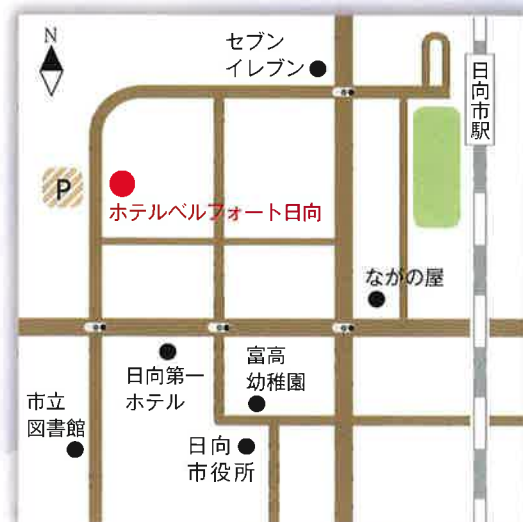 N
セブン
イレブン
日向市駅
P
ホテルベルフォート日向
ながの屋
日向第一
ホテル
富高
幼稚園
市立
図書館
日向
市役所